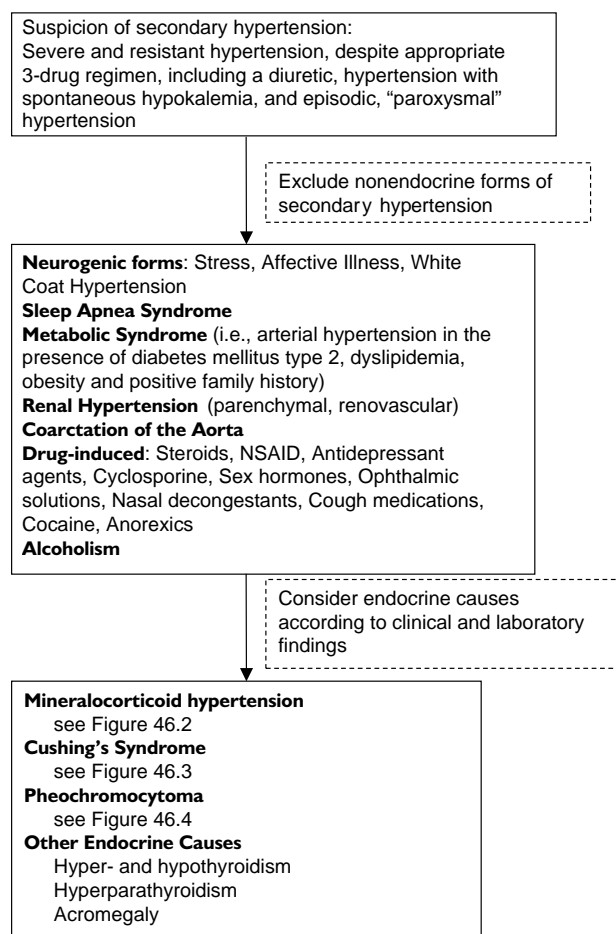 Suspicion of secondary hypertension:
Severe and resistant hypertension, despite appropriate
3-drug regimen, including a diuretic, hypertension with
spontaneous hypokalemia, and episodic, “paroxysmal”
hypertension
Exclude nonendocrine forms of
secondary hypertension
Neurogenic forms: Stress, Affective Illness, White
Coat Hypertension
Sleep Apnea Syndrome
Metabolic Syndrome (i.e., arterial hypertension in the
presence of diabetes mellitus type 2, dyslipidemia,
obesity and positive family history)
Renal Hypertension (parenchymal, renovascular)
Coarctation of the Aorta
Drug-induced: Steroids, NSAID, Antidepressant
agents, Cyclosporine, Sex hormones, Ophthalmic
solutions, Nasal decongestants, Cough medications,
Cocaine, Anorexics
Alcoholism
Consider endocrine causes
according to clinical and laboratory
findings
Mineralocorticoid hypertension
see Figure 46.2
Cushing’s Syndrome
see Figure 46.3
Pheochromocytoma
see Figure 46.4
Other Endocrine Causes
Hyper- and hypothyroidism
Hyperparathyroidism
Acromegaly